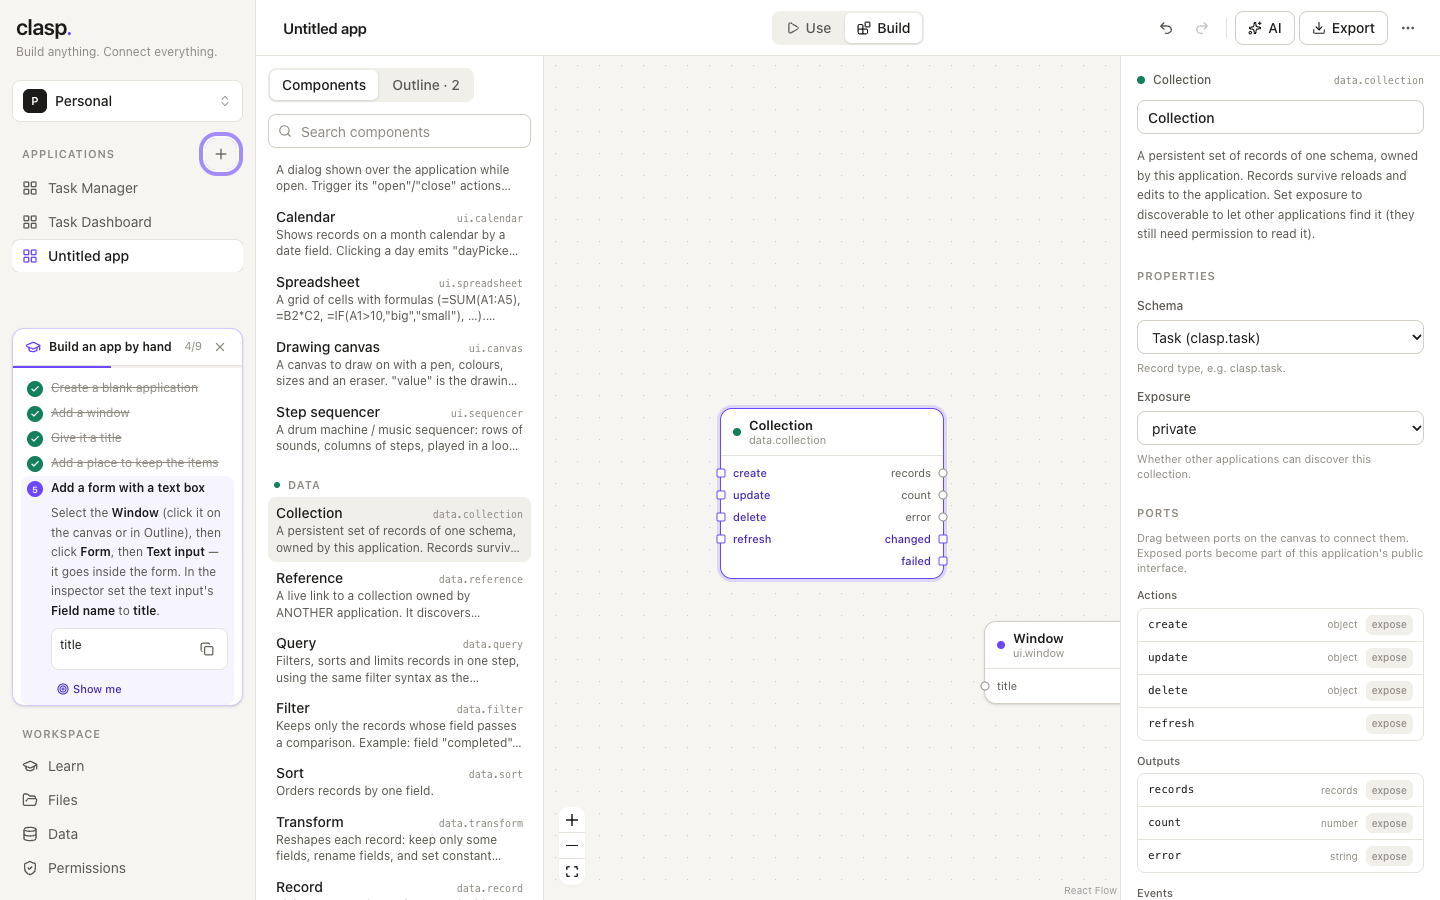 clasp.
Build anything. Connect everything.
P Personal
APPLICATIONS
Task Manager
Task Dashboard
Untitled app
Build an app by hand 4/9
Create a blank application
Add a window
Give it a title
Add a place to keep the items
5 Add a form with a text box
Select the Window (click it on
the canvas or in Outline), then
click Form, then Text input —
it goes inside the form. In the
inspector set the text input's
Field name to title.
title
Show me
WORKSPACE
Learn
Files
Data
Permissions
Untitled app
Use
Build
AI
Export
Components
Outline · 2
Search components
A dialog shown over the application while
open. Trigger its "open"/"close" actions...
Calendar ui.calendar
Shows records on a month calendar by a
date field. Clicking a day emits "dayPicke...
Spreadsheet ui.spreadsheet
A grid of cells with formulas (=SUM(A1:A5),
=B2*C2, =IF(A1>10,"big","small"), ...)....
Drawing canvas ui.canvas
A canvas to draw on with a pen, colours,
sizes and an eraser. "value" is the drawin...
Step sequencer ui.sequencer
A drum machine / music sequencer: rows of
sounds, columns of steps, played in a loo...
DATA
Collection data.collection
A persistent set of records of one schema,
owned by this application. Records surviv...
Reference data.reference
A live link to a collection owned by
ANOTHER application. It discovers...
Query data.query
Filters, sorts and limits records in one step,
using the same filter syntax as the...
Filter data.filter
Keeps only the records whose field passes
a comparison. Example: field "completed"...
Sort data.sort
Orders records by one field.
Transform data.transform
Reshapes each record: keep only some
fields, rename fields, and set constant...
Record data.record
Collection
data.collection
create records
update count
delete error
refresh changed
failed
Window
ui.window
title
React Flow
Collection data.collection
Collection
A persistent set of records of one schema, owned
by this application. Records survive reloads and
edits to the application. Set exposure to
discoverable to let other applications find it (they
still need permission to read it).
PROPERTIES
Schema
Task (clasp.task)
Record type, e.g. clasp.task.
Exposure
private
Whether other applications can discover this
collection.
PORTS
Drag between ports on the canvas to connect them.
Exposed ports become part of this application's public
interface.
Actions
create object expose
update object expose
delete object expose
refresh expose
Outputs
records records expose
count number expose
error string expose
Events